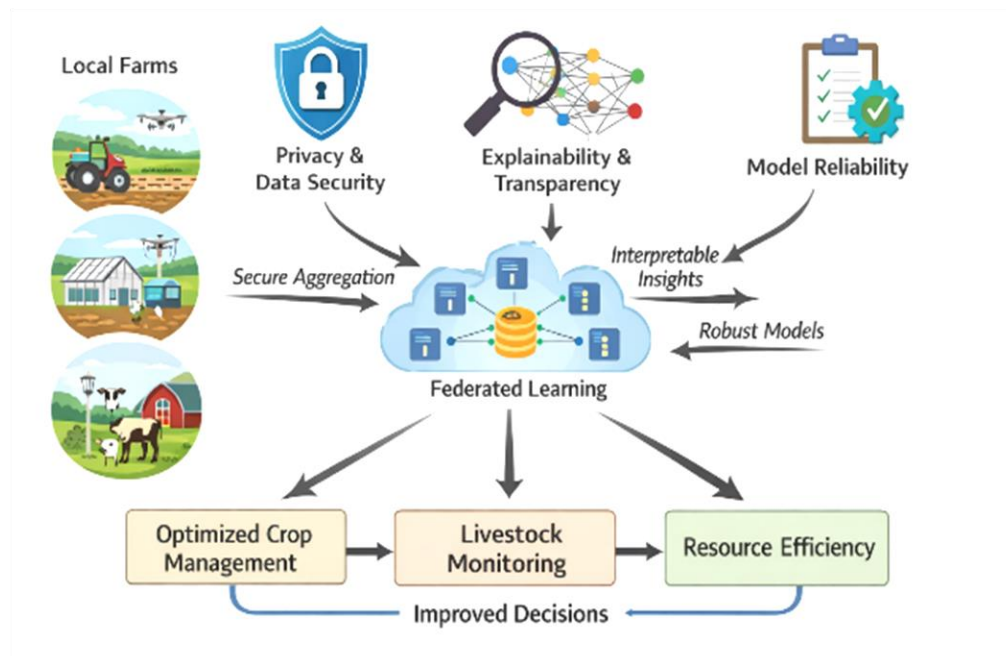 Local Farms
Privacy &
Data Security
Explainability &
Transparency
Model Reliability
Secure Aggregation
Interpretable
Insights
Robust Models
Federated Learning
Optimized Crop
Management
Livestock
Monitoring
Resource Efficiency
Improved Decisions